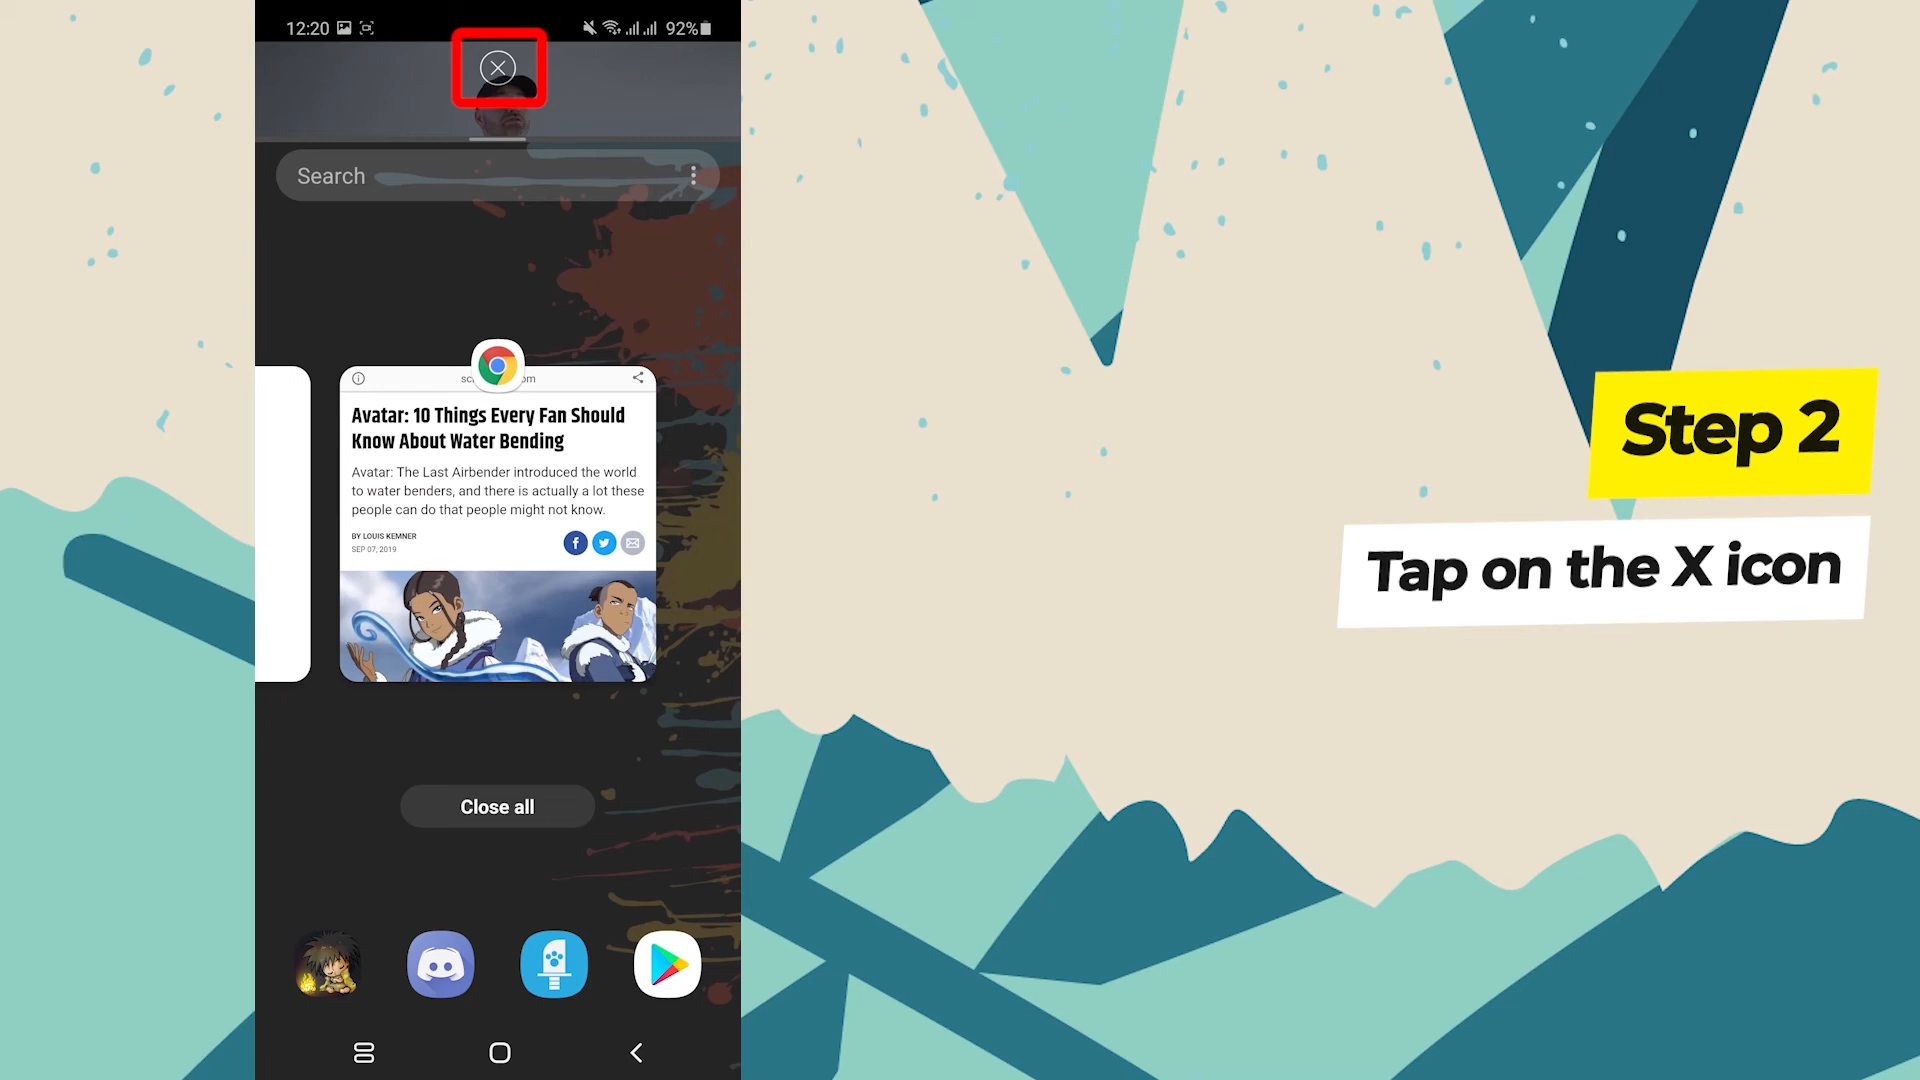 12:20
92%
Search
Avatar: 10 Things Every Fan Should
Know About Water Bending
Avatar: The Last Airbender introduced the world
to water benders, and there is actually a lot these
people can do that people might not know.
BY LOUIS KEMNER
SEP 07, 2019
Close all
Step 2
Tap on the X icon